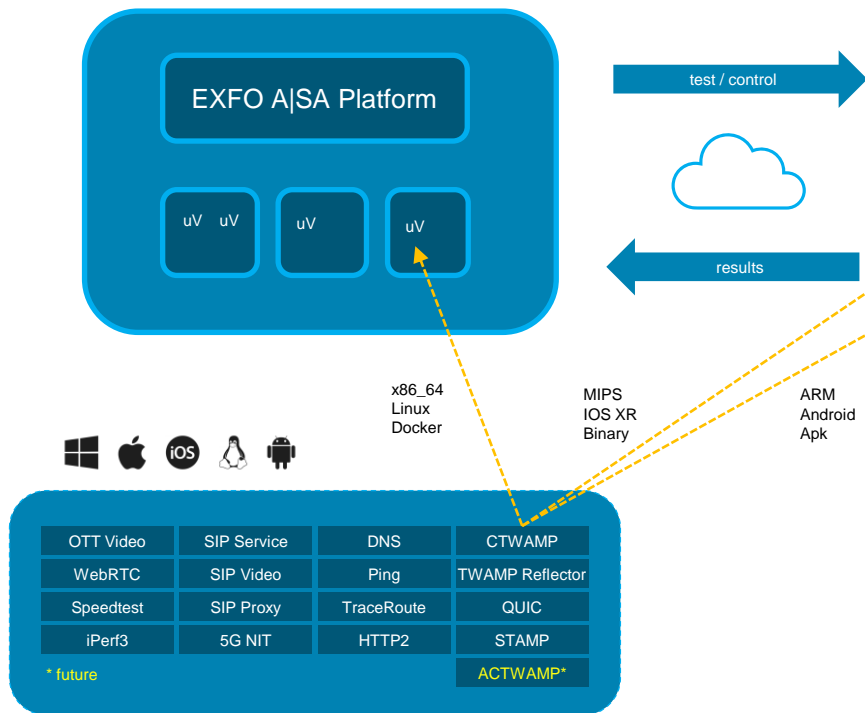 EXFO A|SA Platform
test / control
uV uV
uV
uV
results
x86_64
Linux
Docker
MIPS
IOS XR
Binary
ARM
Android
Apk
iOS
OTT Video
SIP Service
DNS
CTWAMP
WebRTC
SIP Video
Ping
TWAMP Reflector
Speedtest
SIP Proxy
TraceRoute
QUIC
iPerf3
5G NIT
HTTP2
STAMP
* future
ACTWAMP*